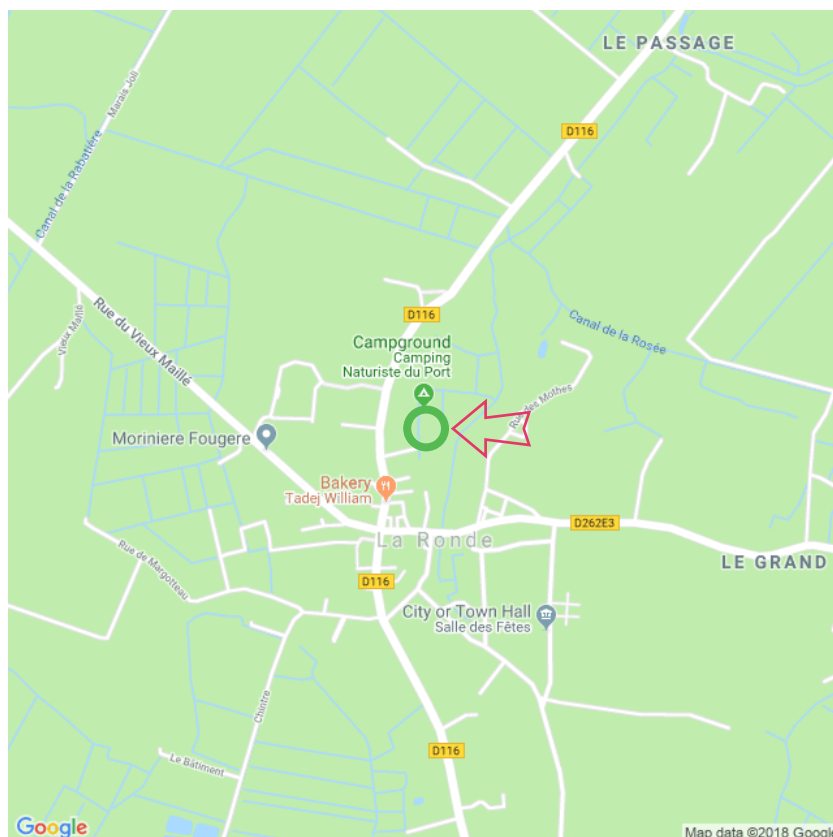 LE PASSAGE
Marais Joli
D116
Canal de la Rabatière
D116
Rue du Vieux Maillé
Vieux Maillé
Canal de la Rosée
Campground
Camping
Naturiste du Port
Rue des Mothes
Moriniere Fougere
Bakery
Tadej William
D262E3
La Ronde
Rue de Margotteau
LE GRAND
D116
City or Town Hall
Salle des Fêtes
Chintre
D116
Le Bâtiment
Google
Map data ©2018 Google